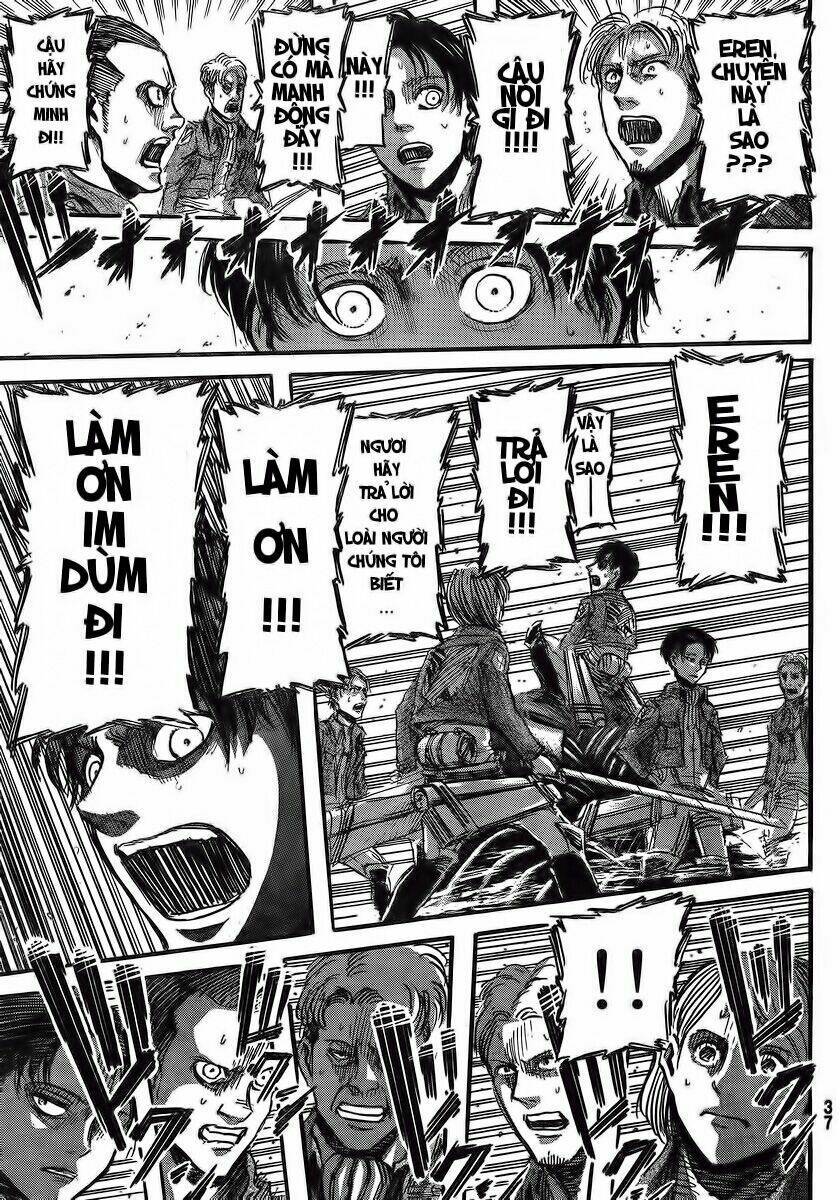 EREN,
CHUYỆN
NÀY
LÀ
SAO
???
CẬU
NÓI
GÌ ĐI
!!!!
NÀY
!!!
ĐỪNG
CÓ MÀ
MANH
ĐỘNG
ĐẤY
!!!
CẬU
HÃY
CHỨNG
MINH
ĐI!!
EREN
!!!
VẬY
LÀ
SAO
TRẢ
LỜI
ĐI
!!!
NGƯƠI
HÃY
TRẢ LỜI
CHO
LOÀI NGƯỜI
CHÚNG TÔI
BIẾT
...
LÀM
ƠN
!!!
LÀM
ƠN
IM
DÙM
ĐI
!!!
!!
37